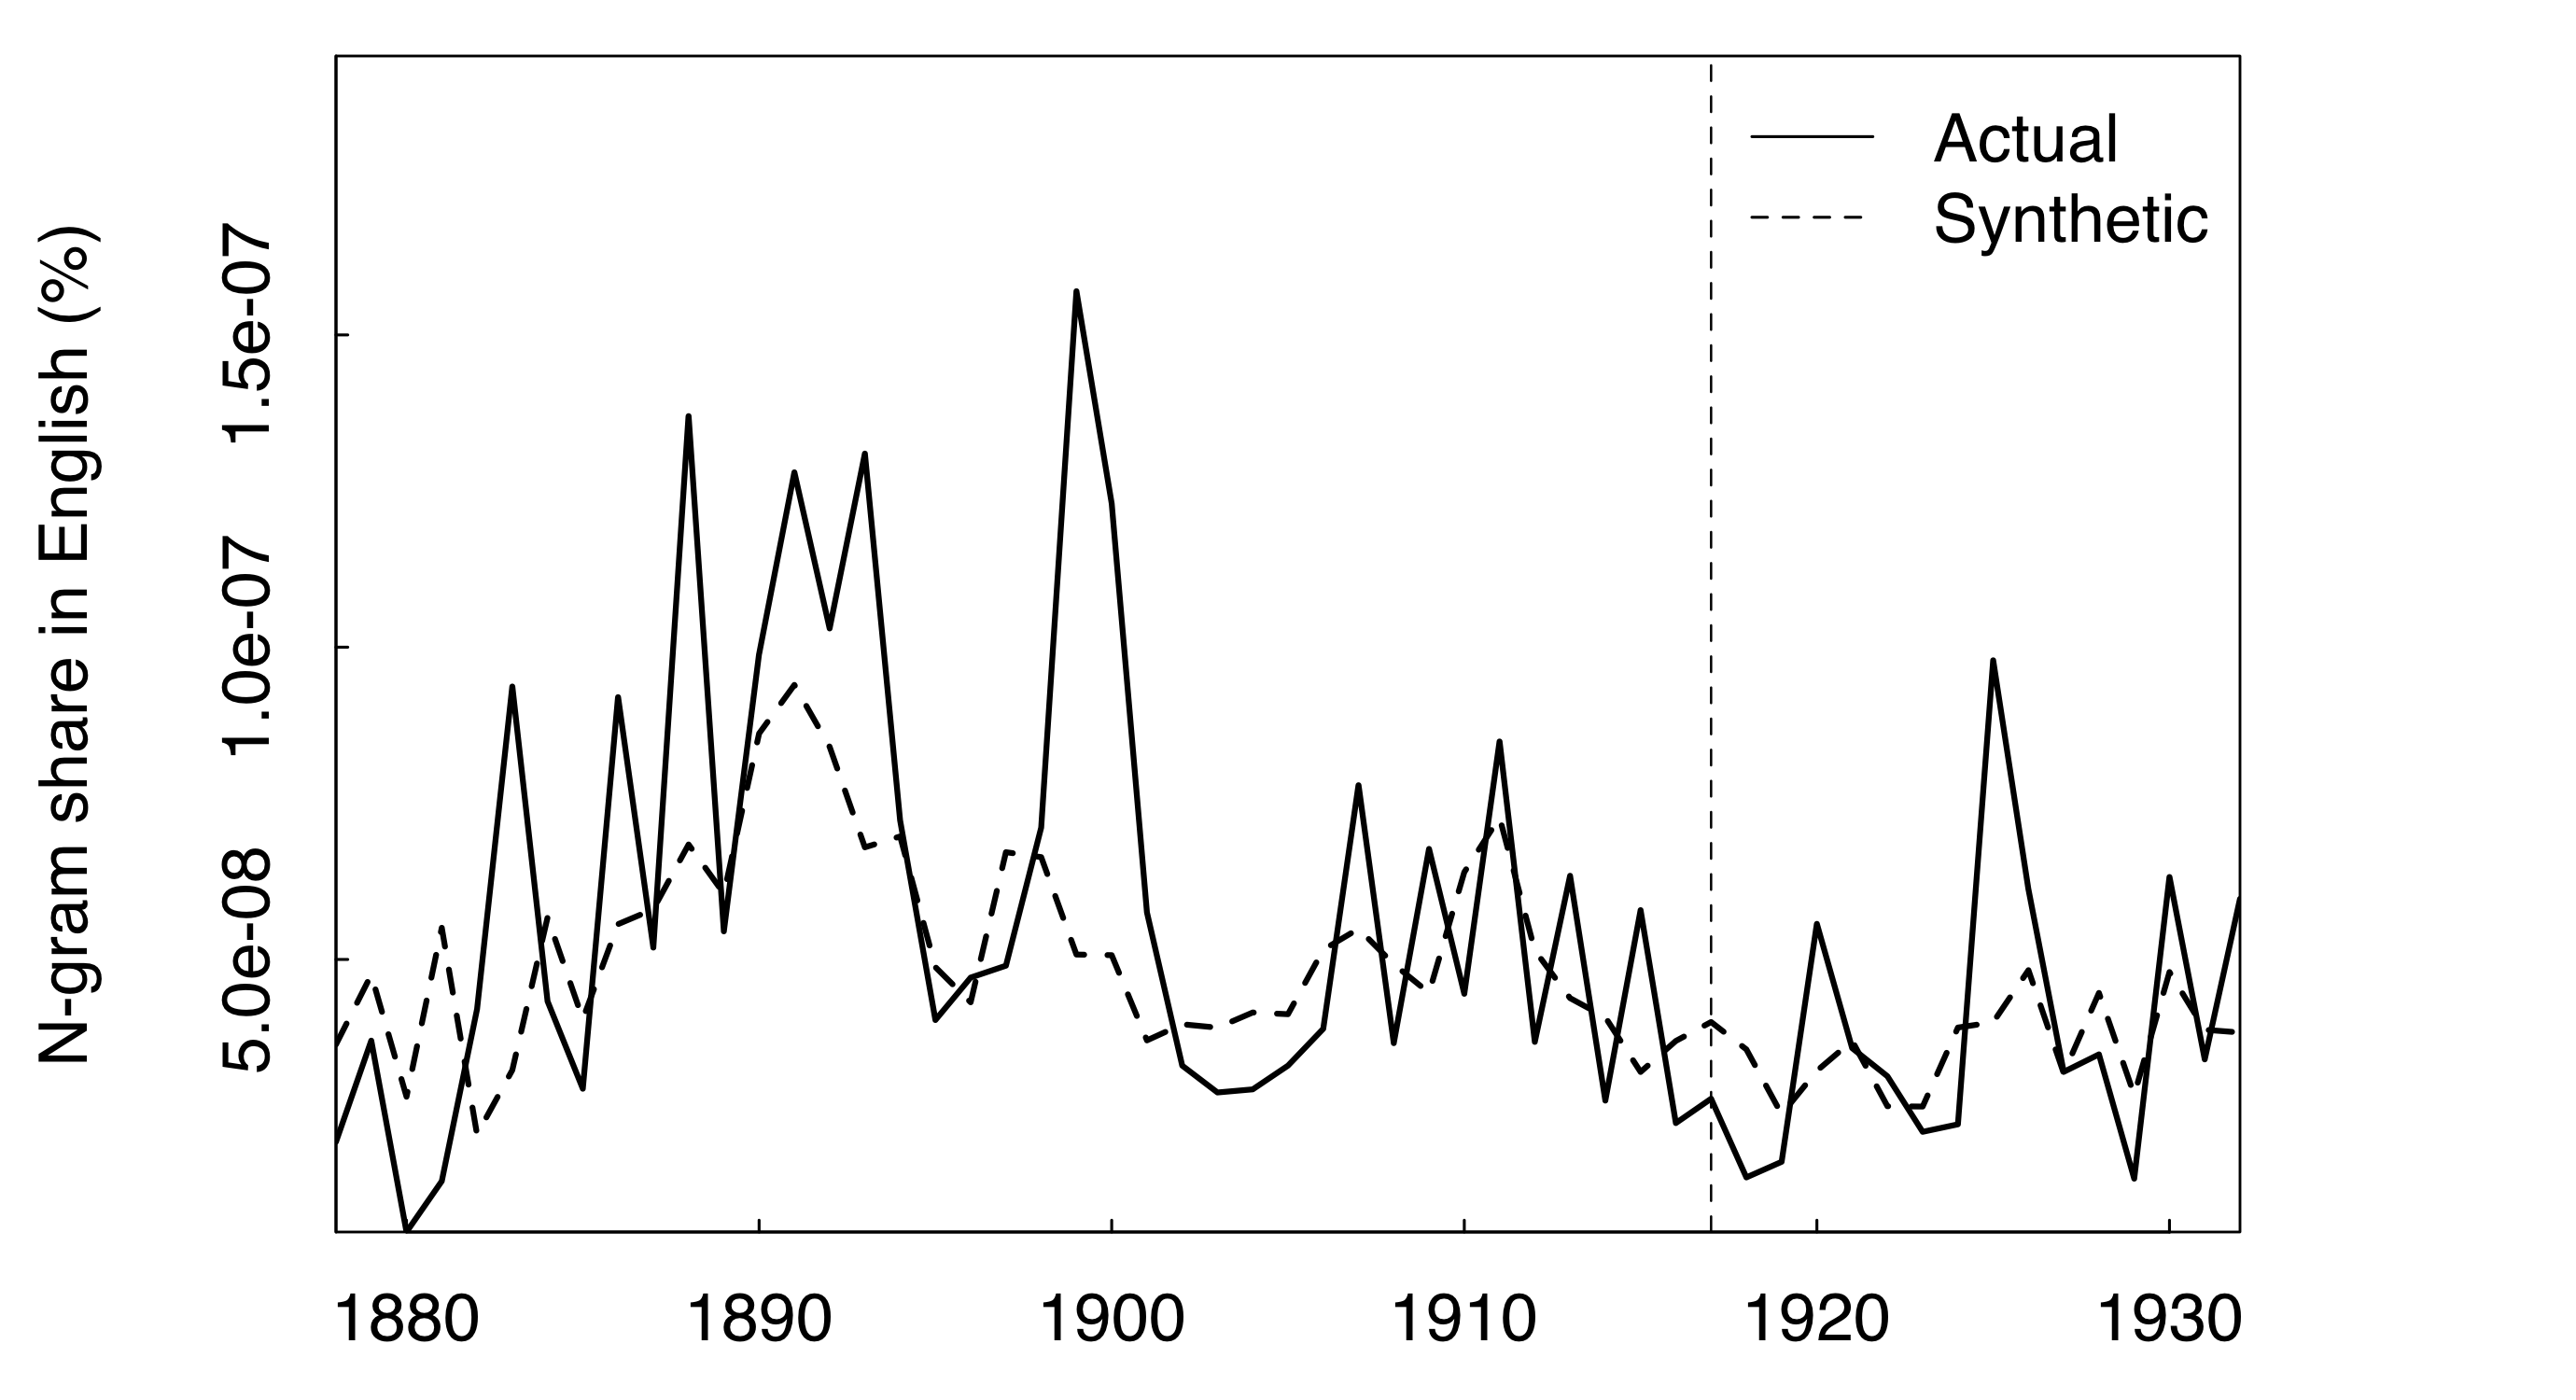 N-gram share in English (%)
1.5e-07
1.0e-07
5.0e-08
Actual
Synthetic
1880 1890 1900 1910 1920 1930